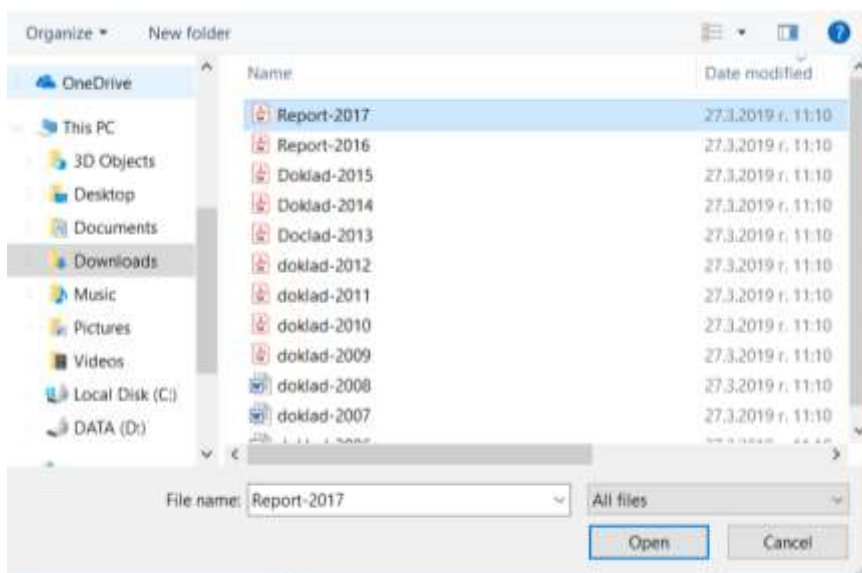 Organize New folder
OneDrive
This PC
3D Objects
Desktop
Documents
Downloads
Music
Pictures
Videos
Local Disk (C:)
DATA (D:)
Name Date modified
Report-2017 27.3.2019 г. 11:10
Report-2016 27.3.2019 г. 11:10
Doklad-2015 27.3.2019 г. 11:10
Doklad-2014 27.3.2019 г. 11:10
Doclad-2013 27.3.2019 г. 11:10
doklad-2012 27.3.2019 г. 11:10
doklad-2011 27.3.2019 г. 11:10
doklad-2010 27.3.2019 г. 11:10
doklad-2009 27.3.2019 г. 11:10
doklad-2008 27.3.2019 г. 11:10
doklad-2007 27.3.2019 г. 11:10
File name: Report-2017 All files
Open Cancel